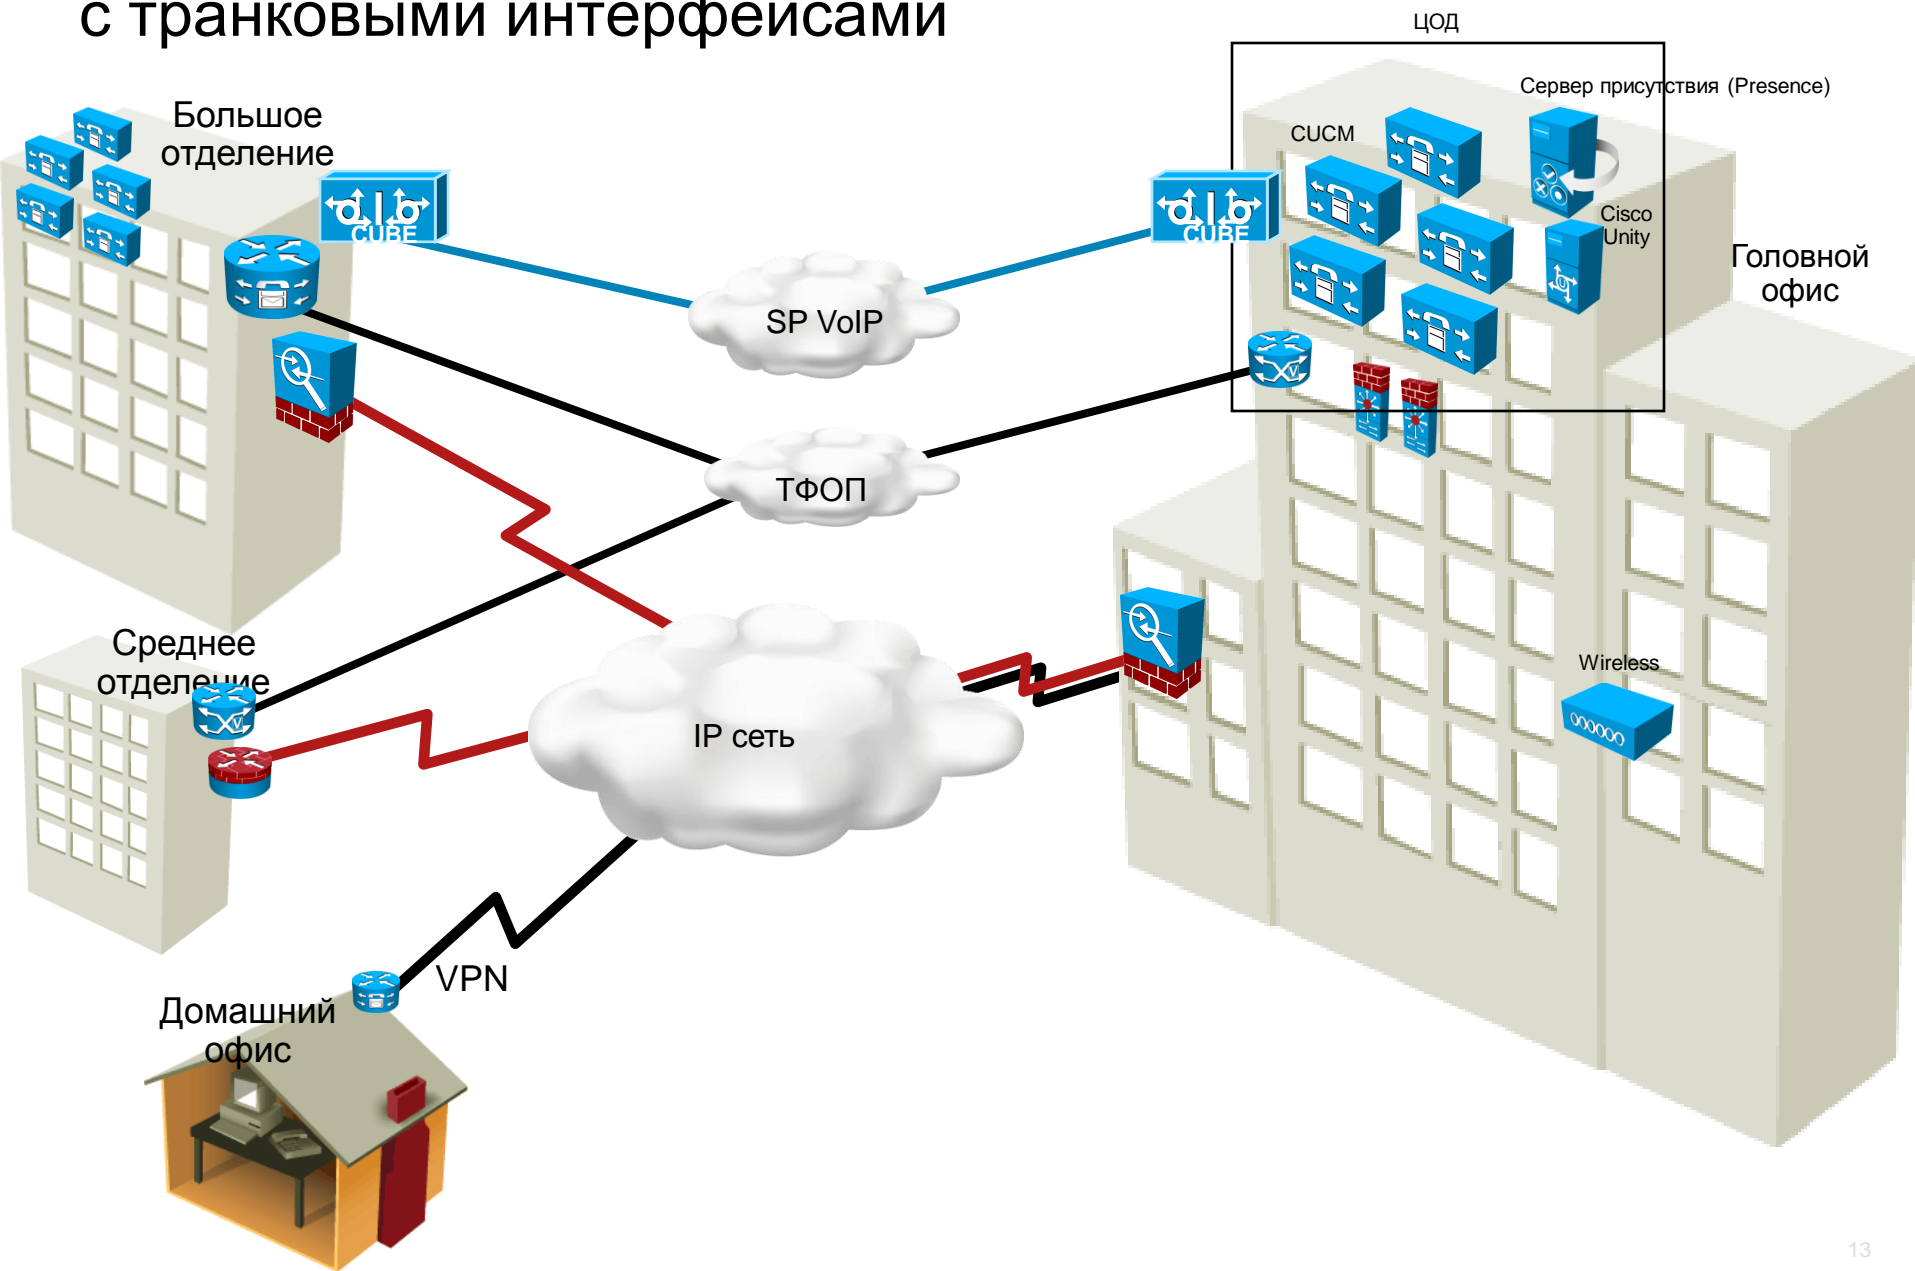 с транковыми интерфейсами
ЦОД
Сервер присутствия (Presence)
Большое
отделение
CUCM
CUBE
CUBE
Cisco
Unity
Головной
офис
SP VoIP
V
ТФОП
Среднее
отделение
V
Wireless
IP сеть
VPN
Домашний
офис
13